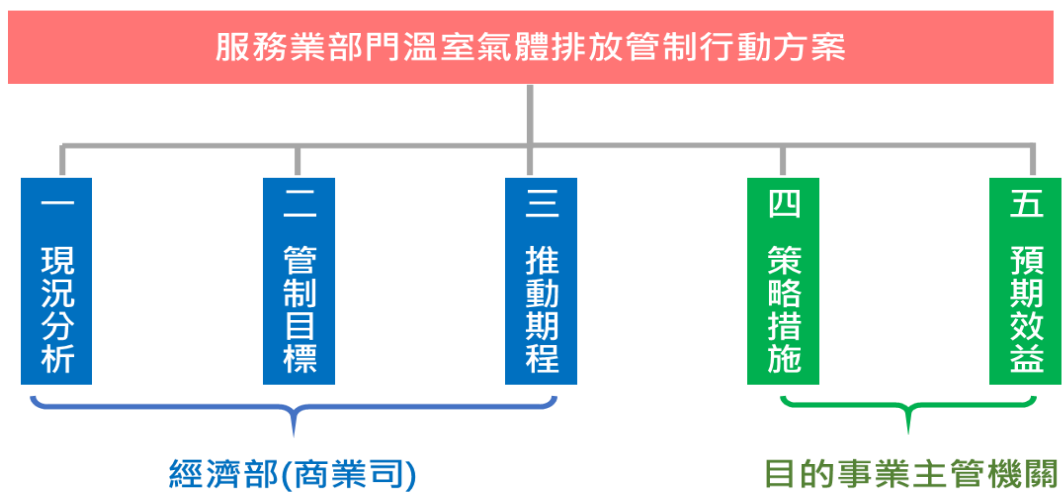 服務業部門溫室氣體排放管制行動方案
一 現況分析
二 管制目標
三 推動期程
四 策略措施
五 預期效益
經濟部(商業司)
目的事業主管機關